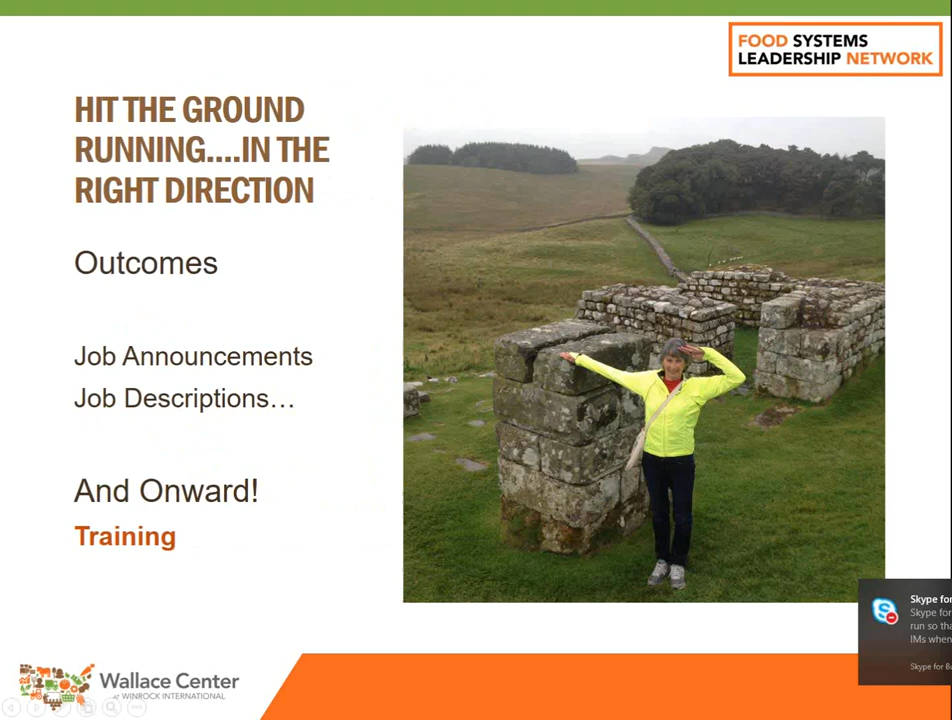 FOOD SYSTEMS
LEADERSHIP NETWORK
HIT THE GROUND
RUNNING....IN THE
RIGHT DIRECTION
Outcomes
Job Announcements
Job Descriptions…
And Onward!
Training
Skype for
Skype for
run so tha
IMs when
Skype for Ba
Wallace Center
AT WINROCK INTERNATIONAL